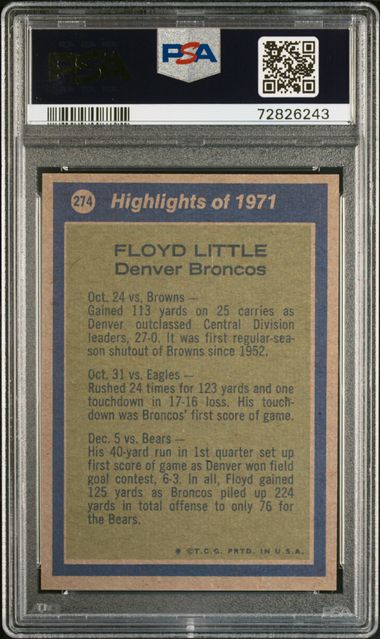 PSA
PSA
72826243
274 Highlights of 1971
FLOYD LITTLE
Denver Broncos
Oct. 24 vs. Browns —
Gained 113 yards on 25 carries as
Denver outclassed Central Division
leaders, 27-0. It was first regular-sea-
son shutout of Browns since 1952.
Oct. 31 vs. Eagles —
Rushed 24 times for 123 yards and one
touchdown in 17-16 loss. His touch-
down was Broncos' first score of game.
Dec. 5 vs. Bears —
His 40-yard run in 1st quarter set up
first score of game as Denver won field
goal contest, 6-3. In all, Floyd gained
125 yards as Broncos piled up 224
yards in total offense to only 76 for
the Bears.
* ©T.C.G. PRTD. IN U.S.A.